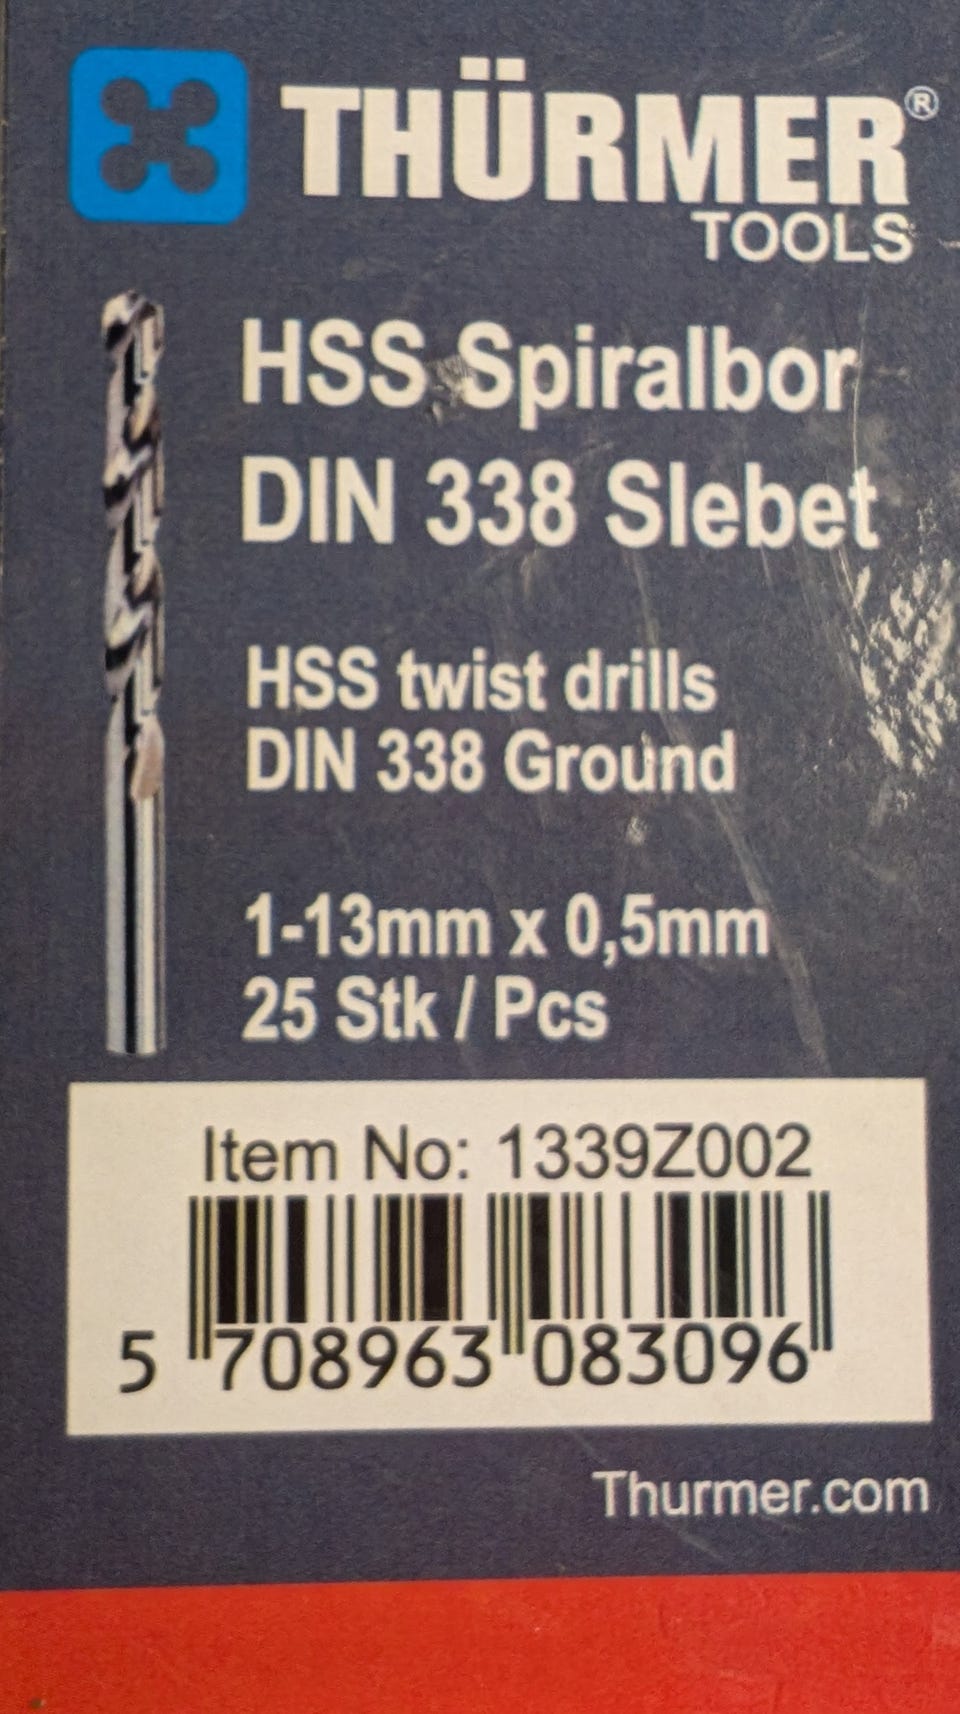 THÜRMER®
TOOLS
HSS Spiralbor
DIN 338 Slebet
HSS twist drills
DIN 338 Ground
1-13mm x 0,5mm
25 Stk / Pcs
Item No: 1339Z002
5 708963 083096
Thurmer.com